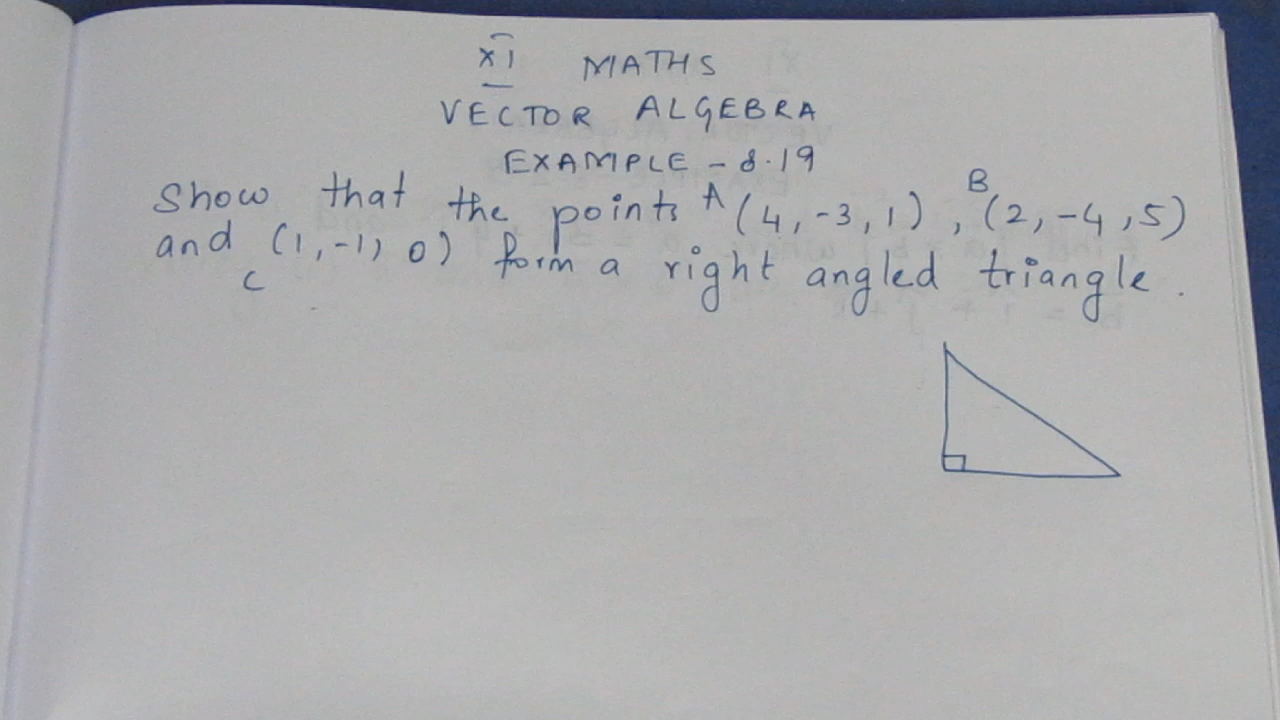 XI MATHS
VECTOR ALGEBRA
EXAMPLE - 8.19
Show that the points A (4, -3, 1), B (2, -4, 5)
and (1, -1, 0) form a right angled triangle.
C